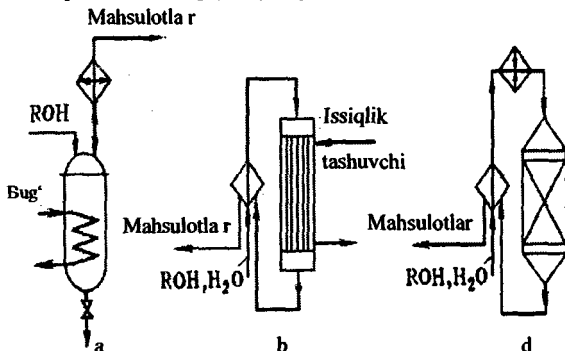 Mahsulotla r
ROH
Bug‘
a
Issiqlik
tashuvchi
Mahsulotla r
ROH,H₂O
b
Mahsulotlar
ROH,H₂O
d